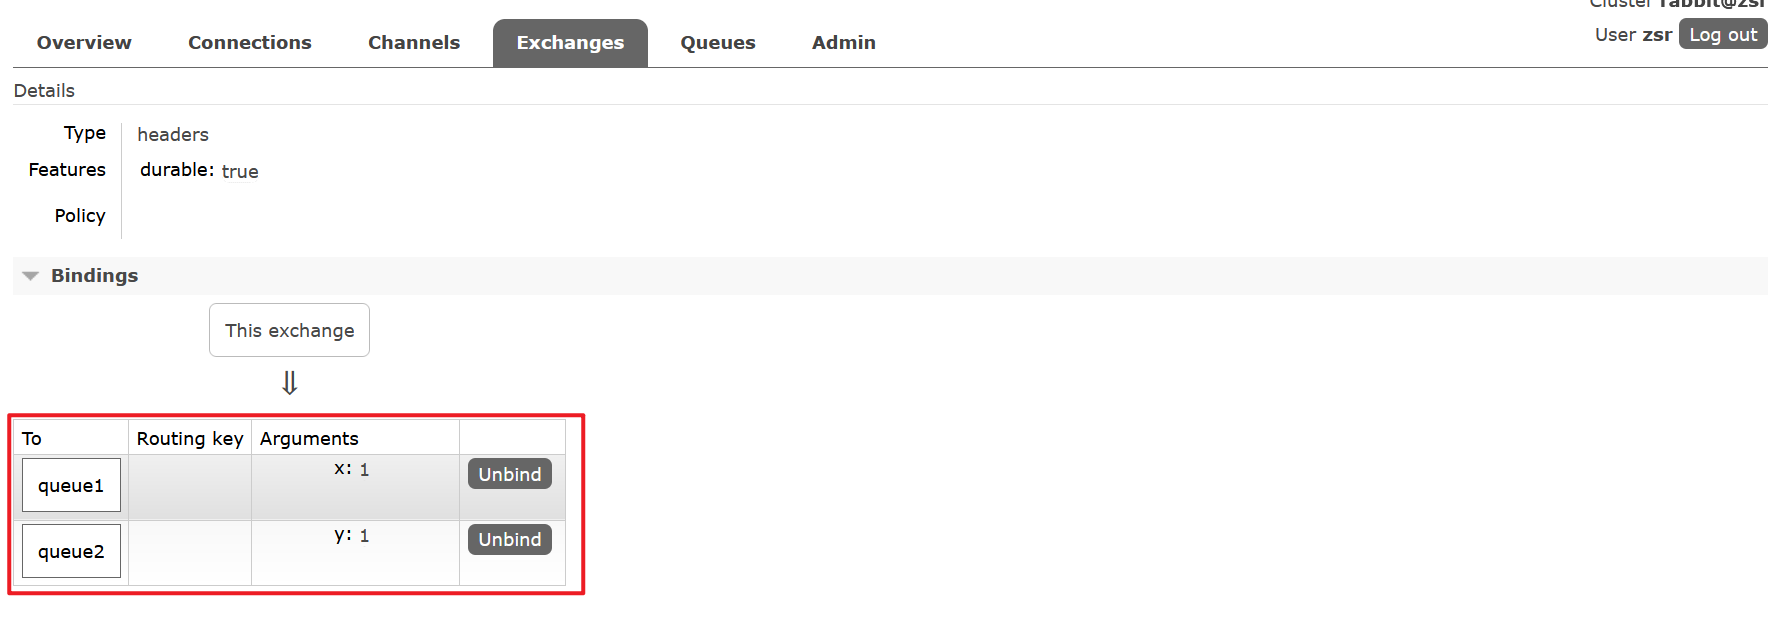 Cluster rabbit@zsr
Overview Connections Channels Exchanges Queues Admin
User zsr Log out
Details
Type headers
Features durable: true
Policy
Bindings
This exchange
⇓
To Routing key Arguments
queue1 x: 1 Unbind
queue2 y: 1 Unbind